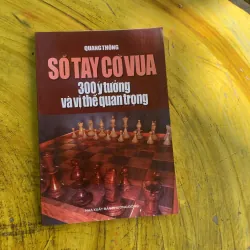 QUANG THÔNG
SỔ TAY CỜ VUA
300 ý tưởng
và vị thế quan trọng